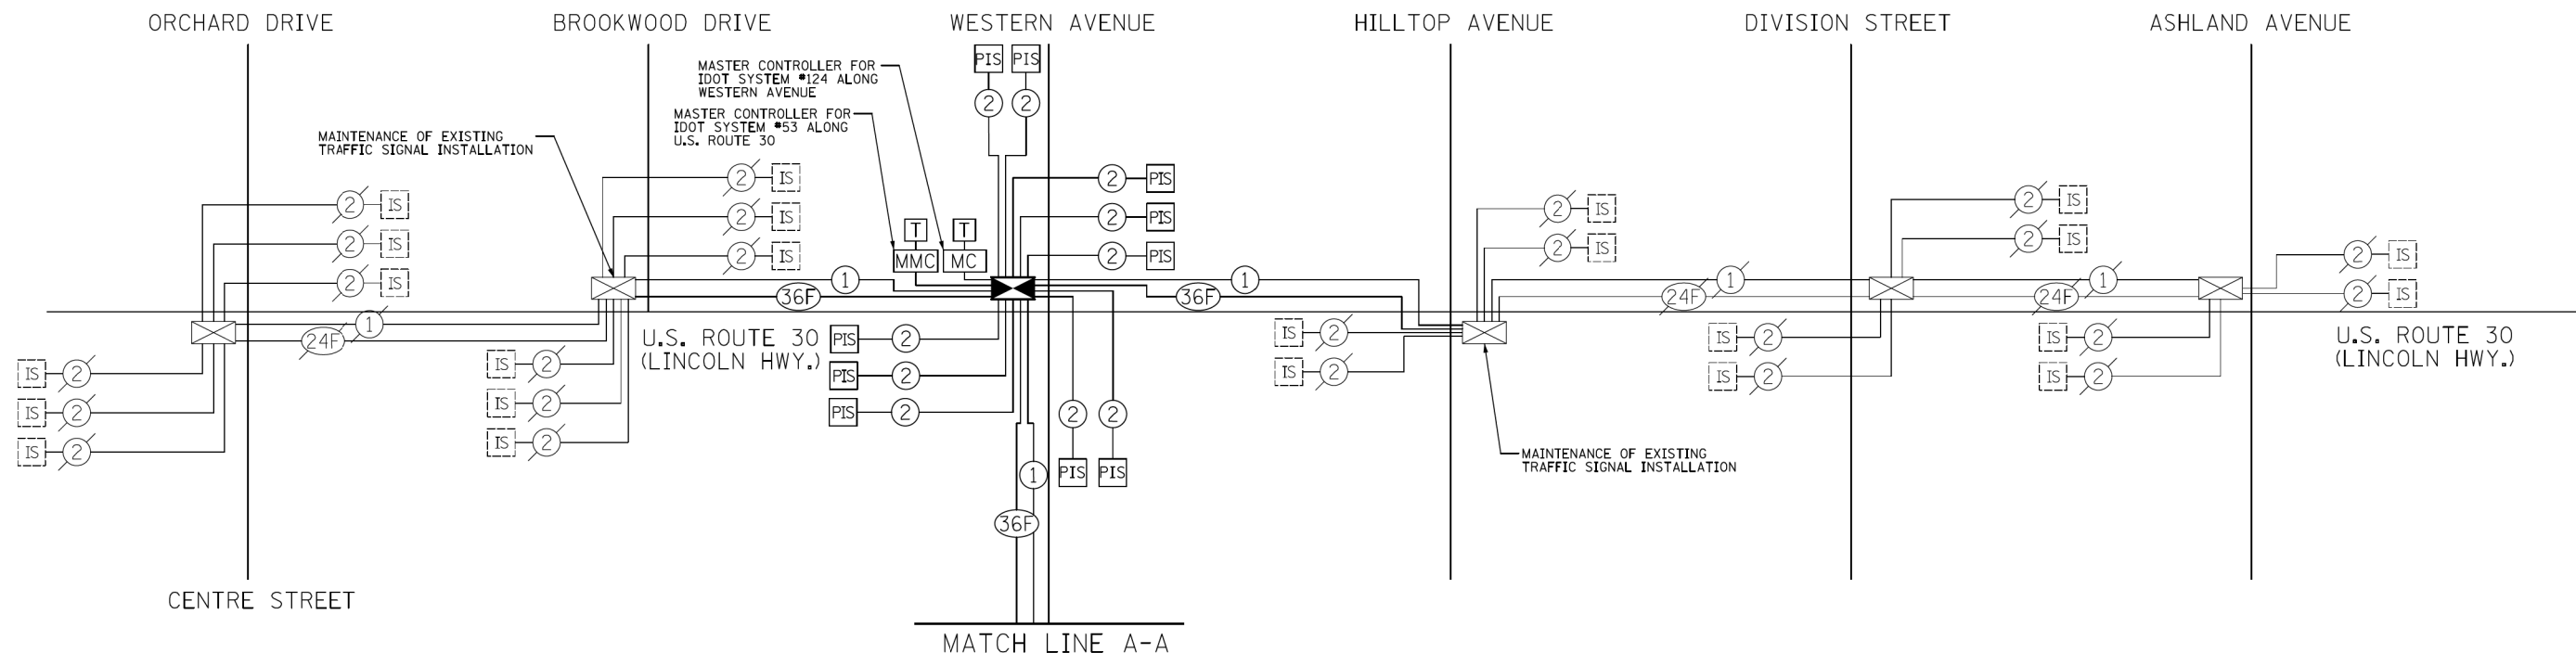 ORCHARD DRIVE
BROOKWOOD DRIVE
WESTERN AVENUE
HILLTOP AVENUE
DIVISION STREET
ASHLAND AVENUE
PIS
PIS
MASTER CONTROLLER FOR
IDOT SYSTEM #124 ALONG
WESTERN AVENUE
2
2
MASTER CONTROLLER FOR
IDOT SYSTEM #53 ALONG
U.S. ROUTE 30
MAINTENANCE OF EXISTING
TRAFFIC SIGNAL INSTALLATION
2 IS
2 IS
2 IS
2 IS
2 IS
2 IS
2 PIS
2 PIS
2 PIS
T
T
MMC
MC
2 IS
2 IS
2 IS
2 IS
2 IS
2 IS
1
36F
1
36F
1
24F
1
24F
1
24F
U.S. ROUTE 30
(LINCOLN HWY.)
PIS 2
PIS 2
PIS 2
IS 2
IS 2
IS 2
IS 2
IS 2
IS 2
IS 2
IS 2
IS 2
IS 2
IS 2
IS 2
U.S. ROUTE 30
(LINCOLN HWY.)
2
2
PIS
PIS
1
36F
MAINTENANCE OF EXISTING
TRAFFIC SIGNAL INSTALLATION
CENTRE STREET
MATCH LINE A-A